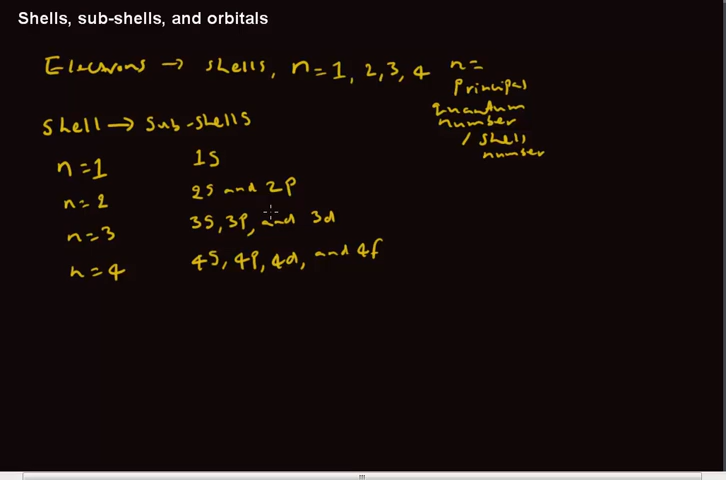 Shells, sub-shells, and orbitals
Electrons → shells, n=1, 2, 3, 4
n=
Principal
quantum
number
/ shell
number
Shell → Sub-shells
n=1 1s
n=2 2s and 2p
n=3 3s, 3p, and 3d
n=4 4s, 4p, 4d, and 4f